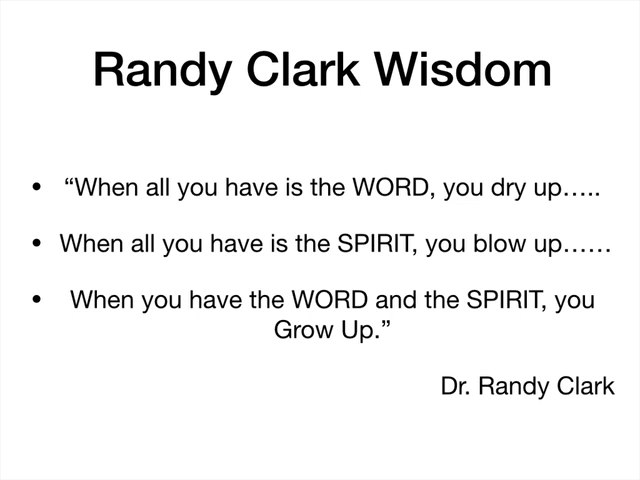 Randy Clark Wisdom
• “When all you have is the WORD, you dry up…..
• When all you have is the SPIRIT, you blow up……
• When you have the WORD and the SPIRIT, you
Grow Up.”
Dr. Randy Clark